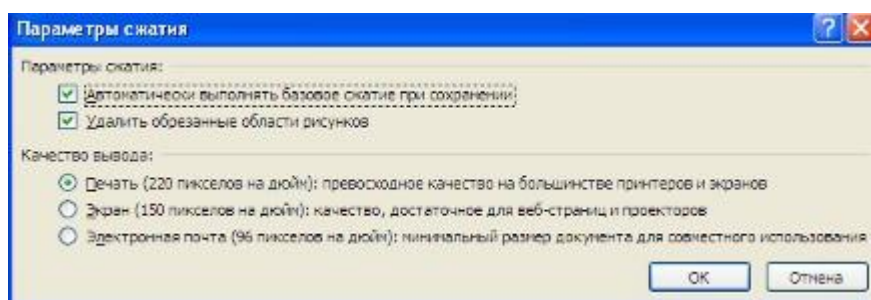 Параметры сжатия
Параметры сжатия:
Автоматически выполнять базовое сжатие при сохранении
Удалить обрезанные области рисунков
Качество вывода:
Печать (220 пикселов на дюйм): превосходное качество на большинстве принтеров и экранов
Экран (150 пикселов на дюйм): качество, достаточное для веб-страниц и проекторов
Электронная почта (96 пикселов на дюйм): минимальный размер документа для совместного использования
ОК Отмена